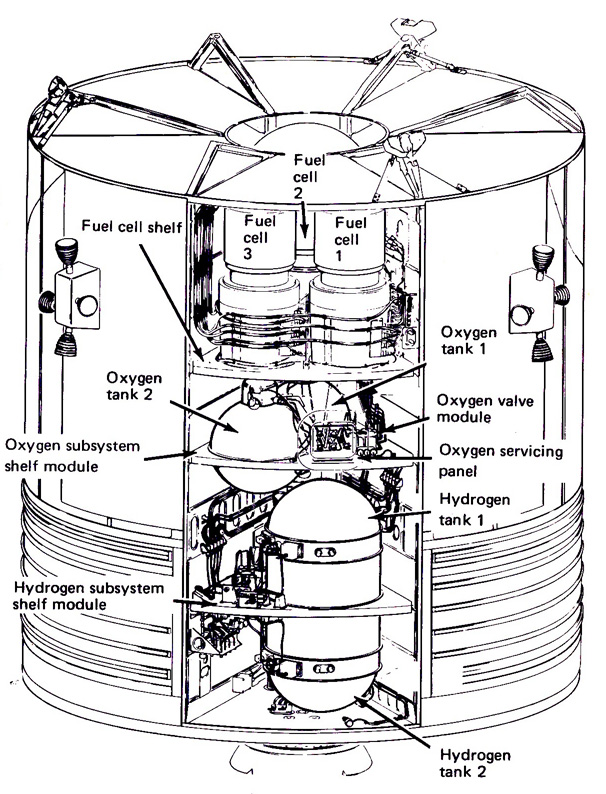 Fuel
cell
2
Fuel
cell
3
Fuel
cell
1
Fuel cell shelf
Oxygen
tank 1
Oxygen
tank 2
Oxygen valve
module
Oxygen subsystem
shelf module
Oxygen servicing
panel
Hydrogen
tank 1
Hydrogen subsystem
shelf module
Hydrogen
tank 2